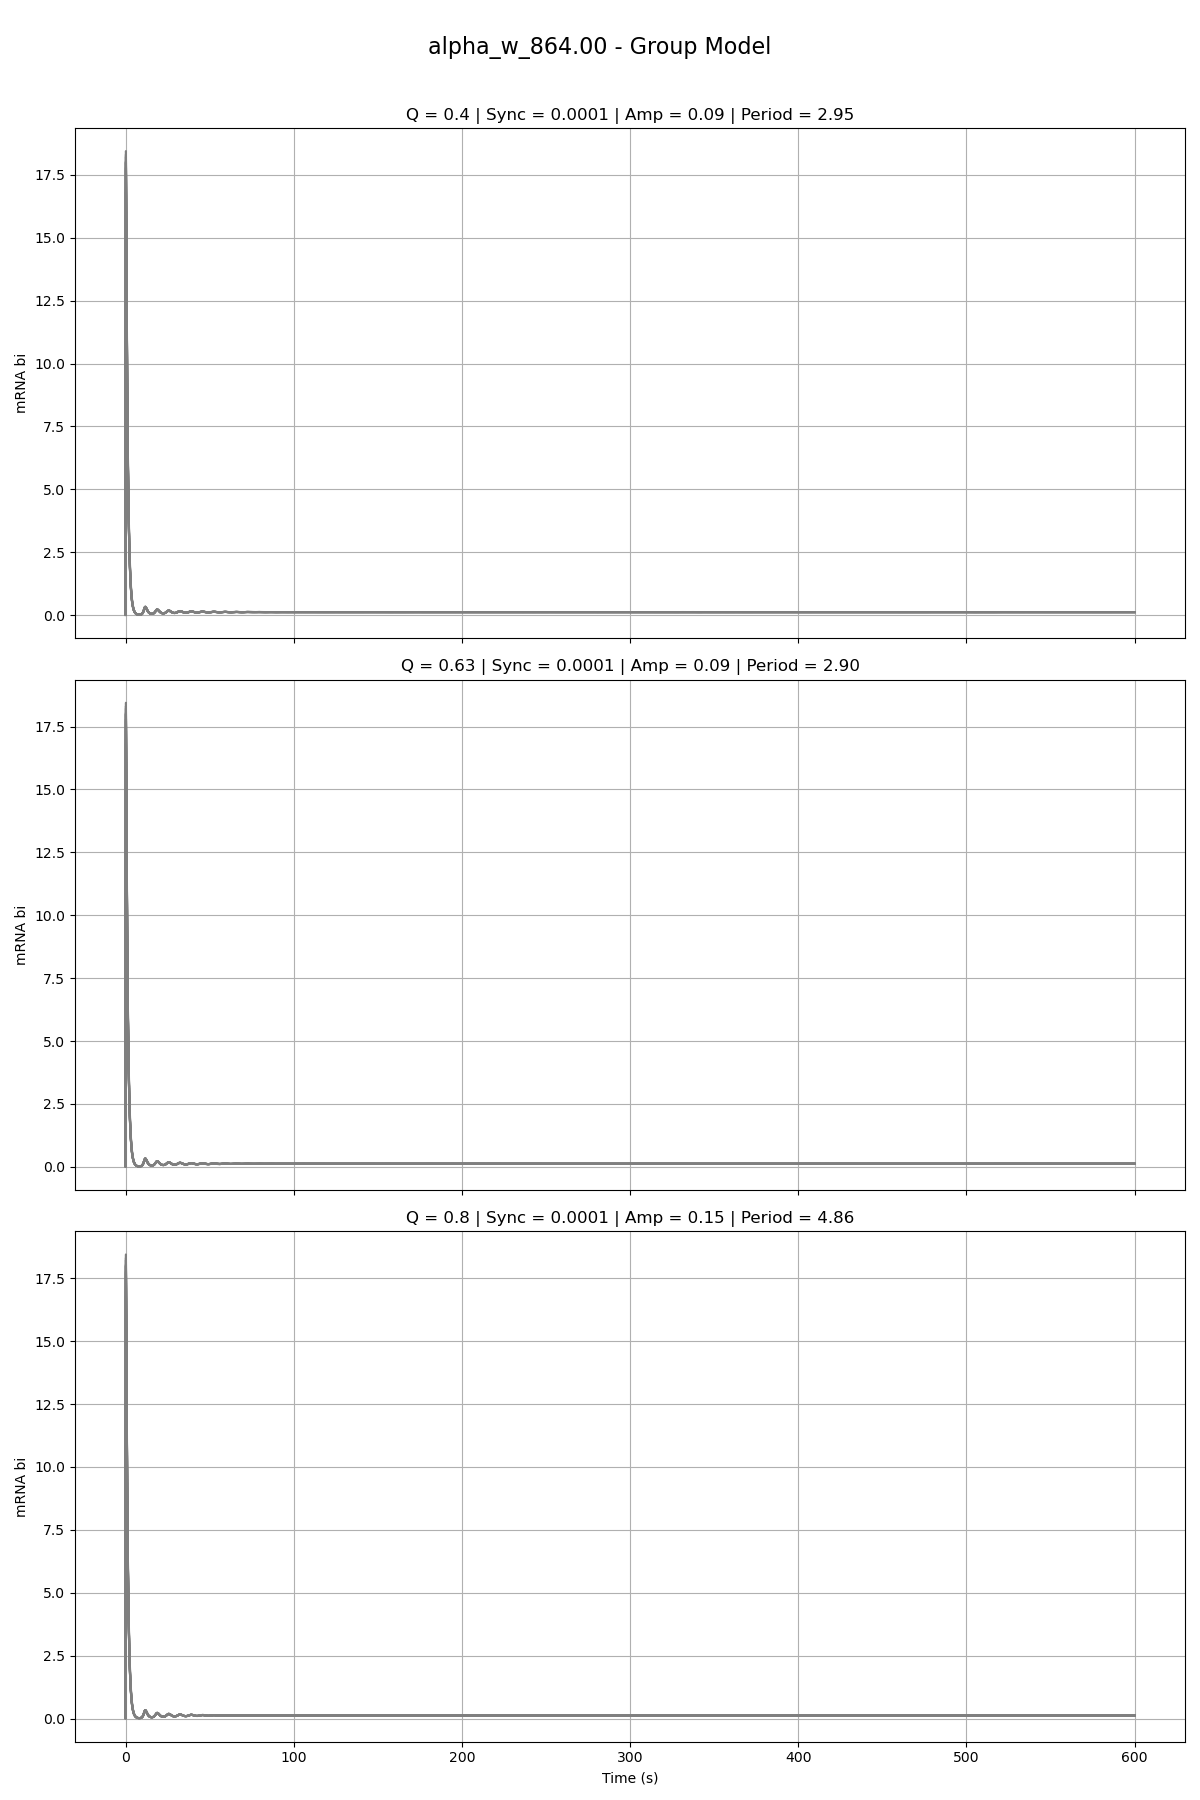 alpha_w_864.00 - Group Model
Q = 0.4 | Sync = 0.0001 | Amp = 0.09 | Period = 2.95
17.5
15.0
12.5
10.0
7.5
5.0
2.5
0.0
mRNA bi
Q = 0.63 | Sync = 0.0001 | Amp = 0.09 | Period = 2.90
17.5
15.0
12.5
10.0
7.5
5.0
2.5
0.0
mRNA bi
Q = 0.8 | Sync = 0.0001 | Amp = 0.15 | Period = 4.86
17.5
15.0
12.5
10.0
7.5
5.0
2.5
0.0
mRNA bi
0 100 200 300 400 500 600
Time (s)